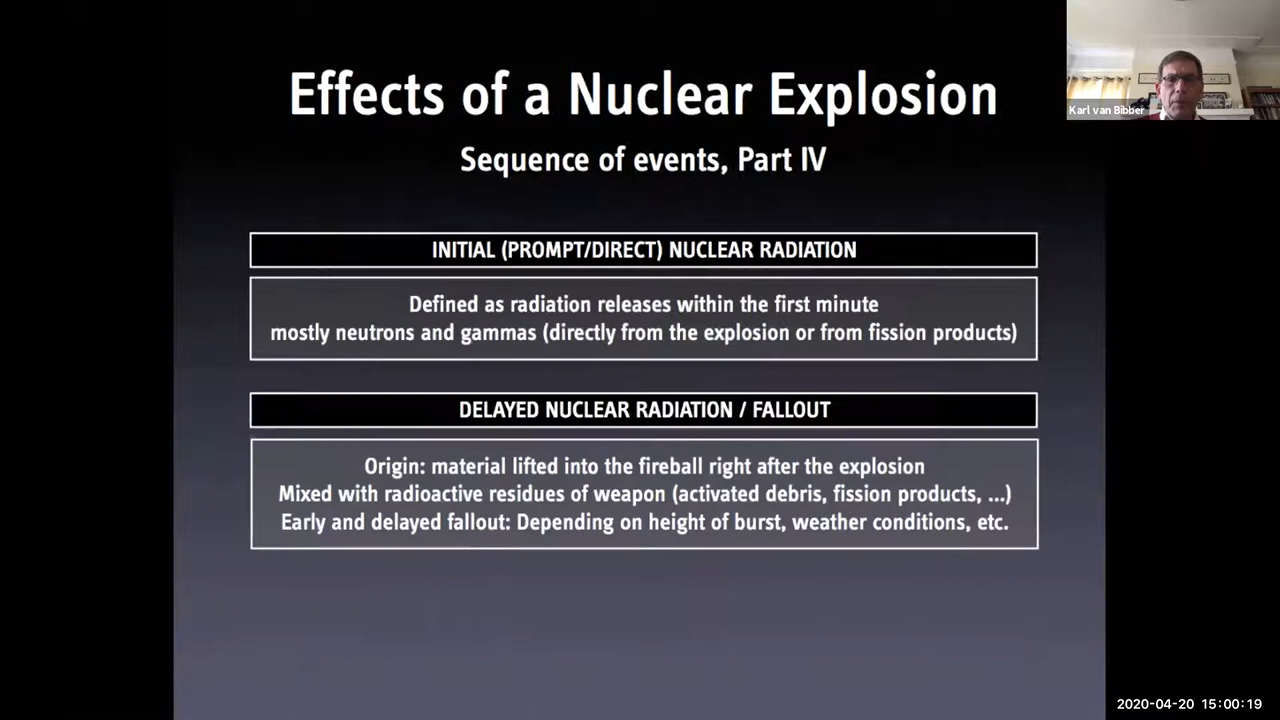 Effects of a Nuclear Explosion
Sequence of events, Part IV
Karl van Bibber
INITIAL (PROMPT/DIRECT) NUCLEAR RADIATION
Defined as radiation releases within the first minute
mostly neutrons and gammas (directly from the explosion or from fission products)
DELAYED NUCLEAR RADIATION / FALLOUT
Origin: material lifted into the fireball right after the explosion
Mixed with radioactive residues of weapon (activated debris, fission products, ...)
Early and delayed fallout: Depending on height of burst, weather conditions, etc.
2020-04-20 15:00:19